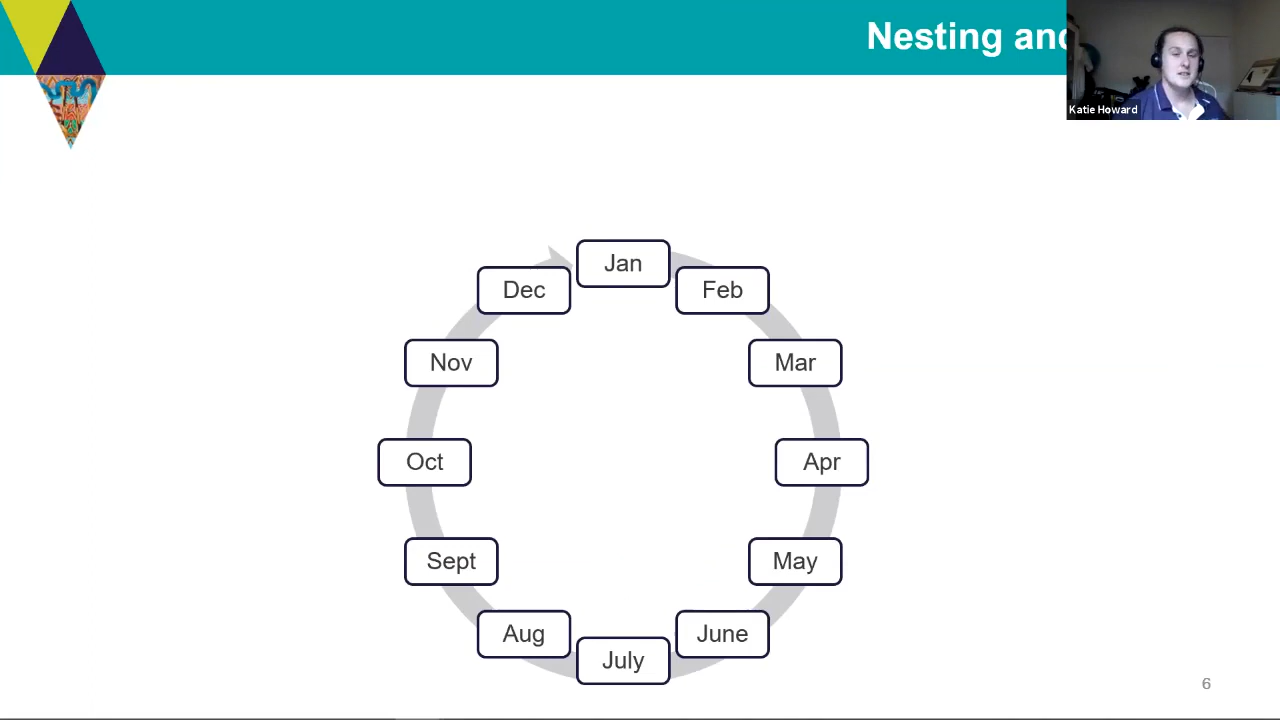 Nesting and
Katie Howard
Jan
Dec
Feb
Nov
Mar
Oct
Apr
Sept
May
Aug
June
July
6